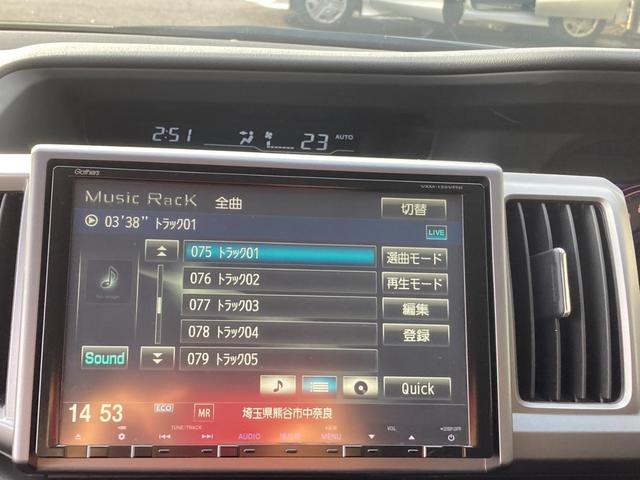 2:51 23 AUTO
Gathers
Music Rack 全曲 切替
03'38" トラック01 LIVE
075 トラック01 選曲モード
076 トラック02 再生モード
077 トラック03 編集
078 トラック04 登録
No Image
Sound 079 トラック05
Quick
14 53 ECO MR 埼玉県熊谷市中奈良
TUNE/TRACK AUDIO MENU VOL